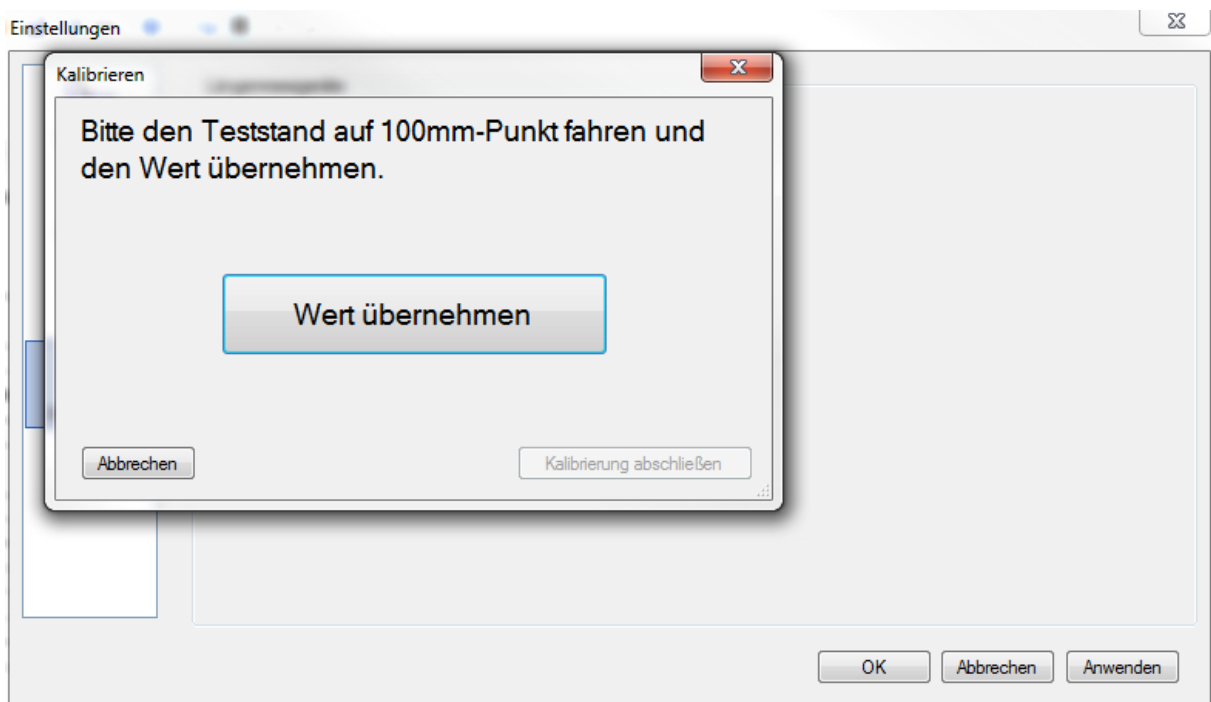 Einstellungen
Kalibrieren
Bitte den Teststand auf 100mm-Punkt fahren und
den Wert übernehmen.
Wert übernehmen
Abbrechen
Kalibrierung abschließen
OK
Abbrechen
Anwenden